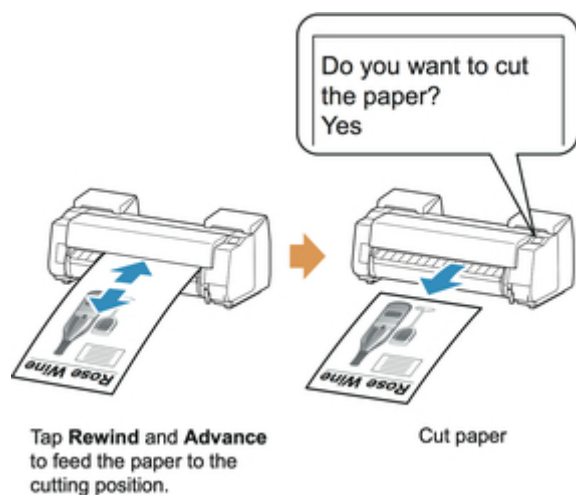 Do you want to cut
the paper?
Yes
Rose Wine
Rose Wine
Tap Rewind and Advance
to feed the paper to the
cutting position.
Cut paper